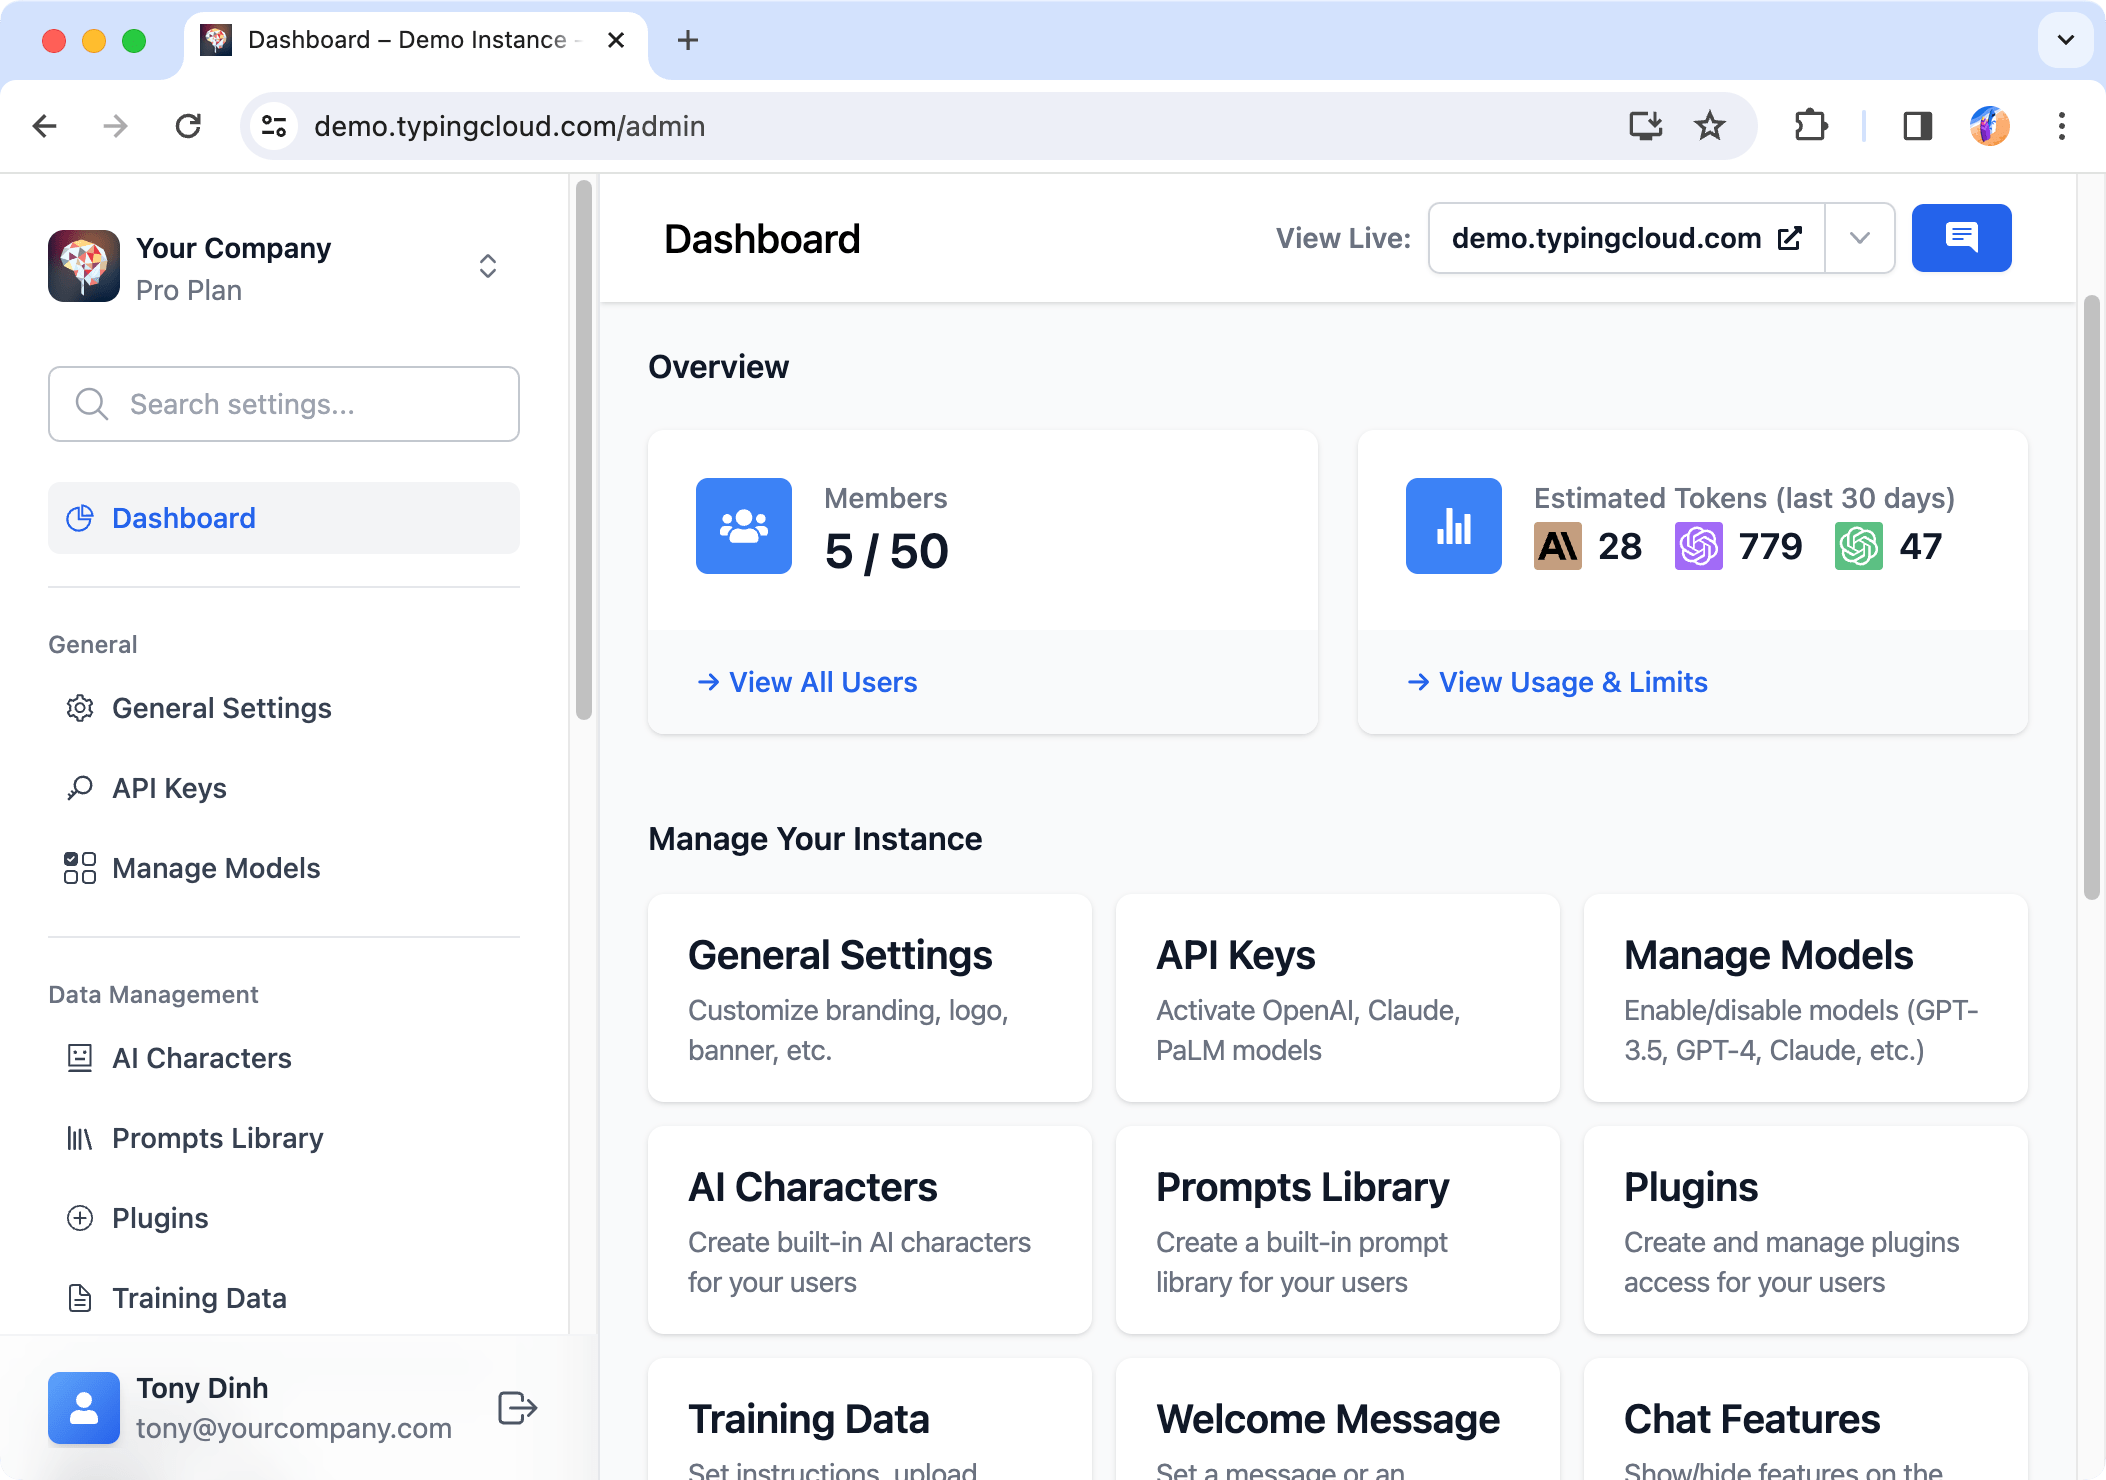 Dashboard – Demo Instance -
demo.typingcloud.com/admin
Your Company
Pro Plan
Search settings...
Dashboard
General
General Settings
API Keys
Manage Models
Data Management
AI Characters
Prompts Library
Plugins
Training Data
Tony Dinh
tony@yourcompany.com
Dashboard
View Live:
demo.typingcloud.com
Overview
Members
5 / 50
View All Users
Estimated Tokens (last 30 days)
28 779 47
View Usage & Limits
Manage Your Instance
General Settings
Customize branding, logo,
banner, etc.
API Keys
Activate OpenAI, Claude,
PaLM models
Manage Models
Enable/disable models (GPT-
3.5, GPT-4, Claude, etc.)
AI Characters
Create built-in AI characters
for your users
Prompts Library
Create a built-in prompt
library for your users
Plugins
Create and manage plugins
access for your users
Training Data
Set instructions, upload
Welcome Message
Set a message or an
Chat Features
Show/hide features on the